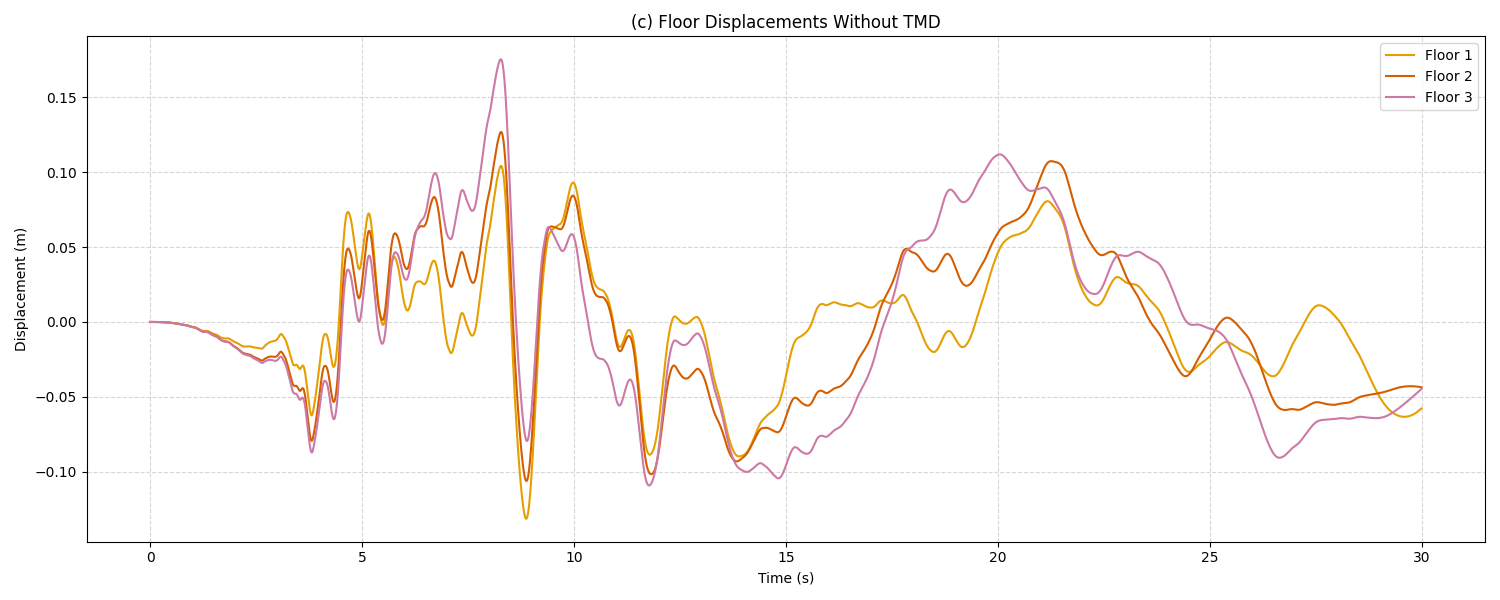 (c) Floor Displacements Without TMD
Floor 1
Floor 2
Floor 3
Displacement (m)
0.15
0.10
0.05
0.00
−0.05
−0.10
0 5 10 15 20 25 30
Time (s)